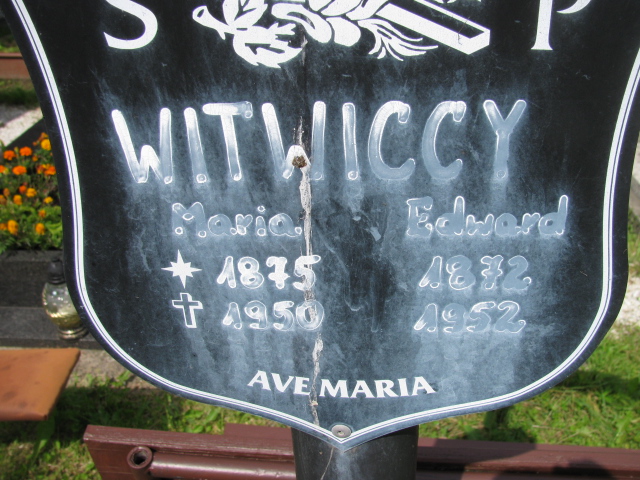 S P
WITWICCY
Maria Edward
1875 1872
1950 1952
AVE MARIA